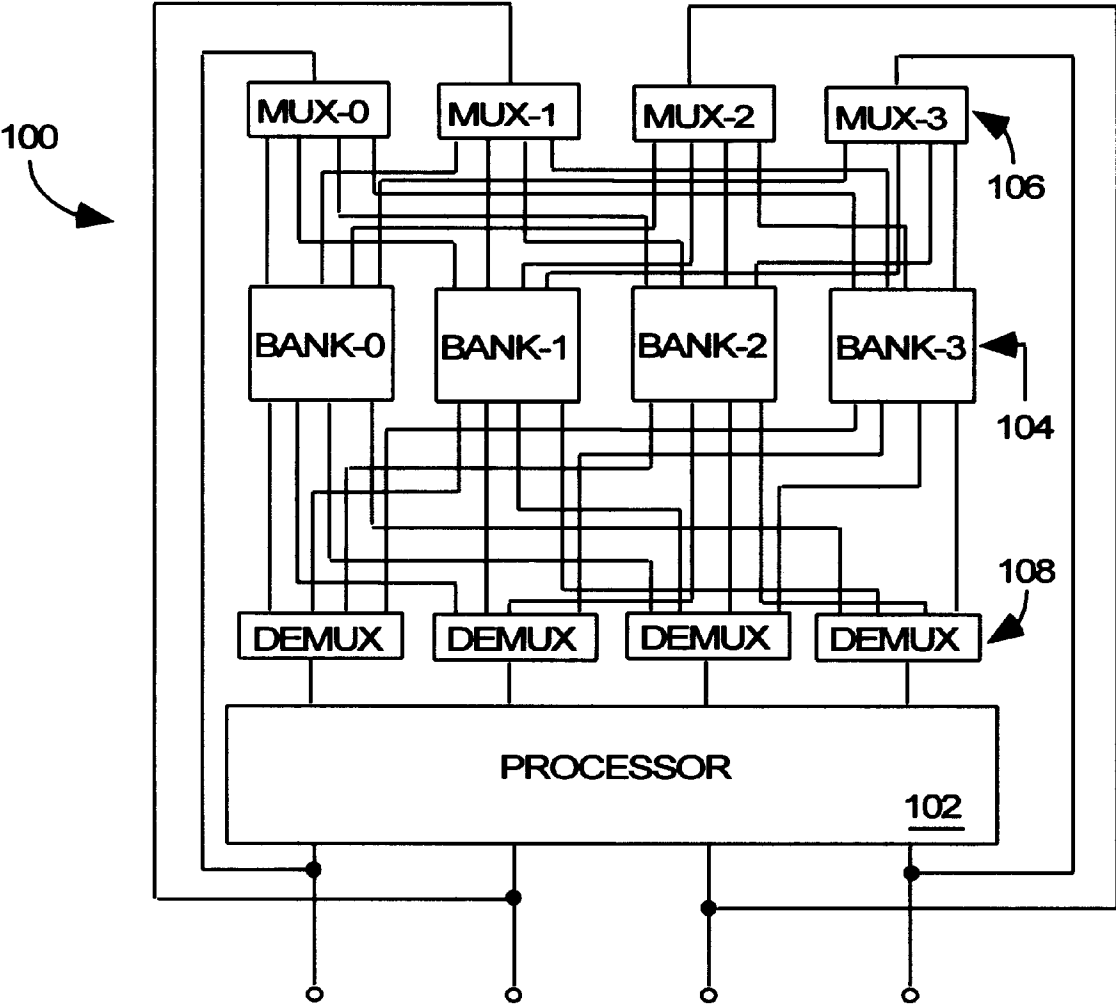 MUX-0
MUX-1
MUX-2
MUX-3
100
106
BANK-0
BANK-1
BANK-2
BANK-3
104
108
DEMUX
DEMUX
DEMUX
DEMUX
PROCESSOR
102